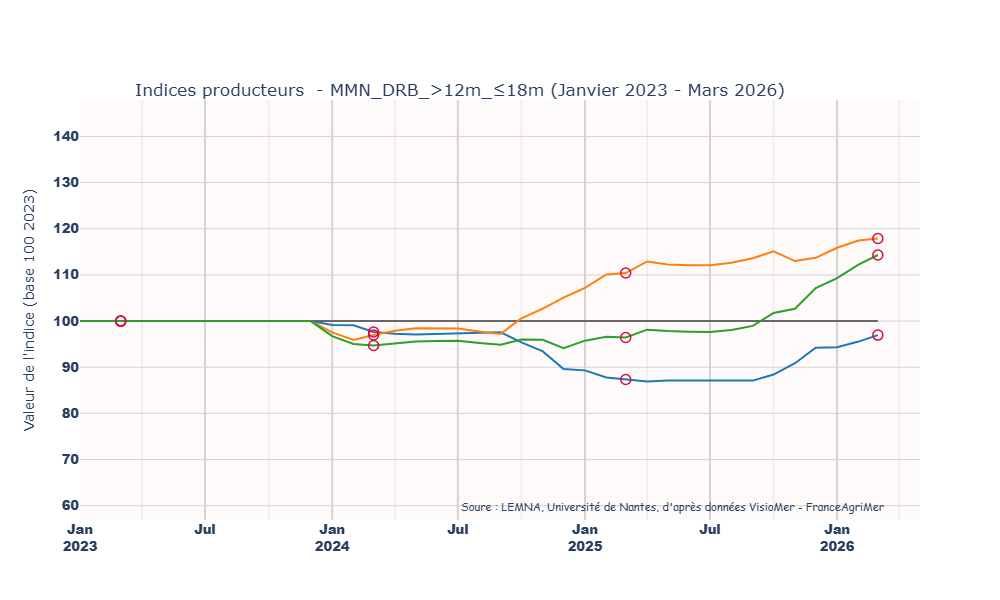 Indices producteurs  - MMN_DRB_>12m_≤18m (Janvier 2023 - Mars 2026)
Valeur de l'indice (base 100 2023)
140
130
120
110
100
90
80
70
60
Soure : LEMNA, Université de Nantes, d'après données VisioMer - FranceAgriMer
Jan Jul Jan Jul Jan Jul Jan
2023 2024 2025 2026